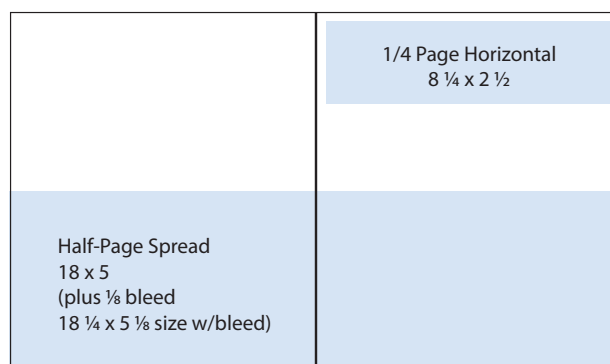 1/4 Page Horizontal
8 ¼ x 2 ½
Half-Page Spread
18 x 5
(plus ⅛ bleed
18 ¼ x 5 ⅛ size w/bleed)